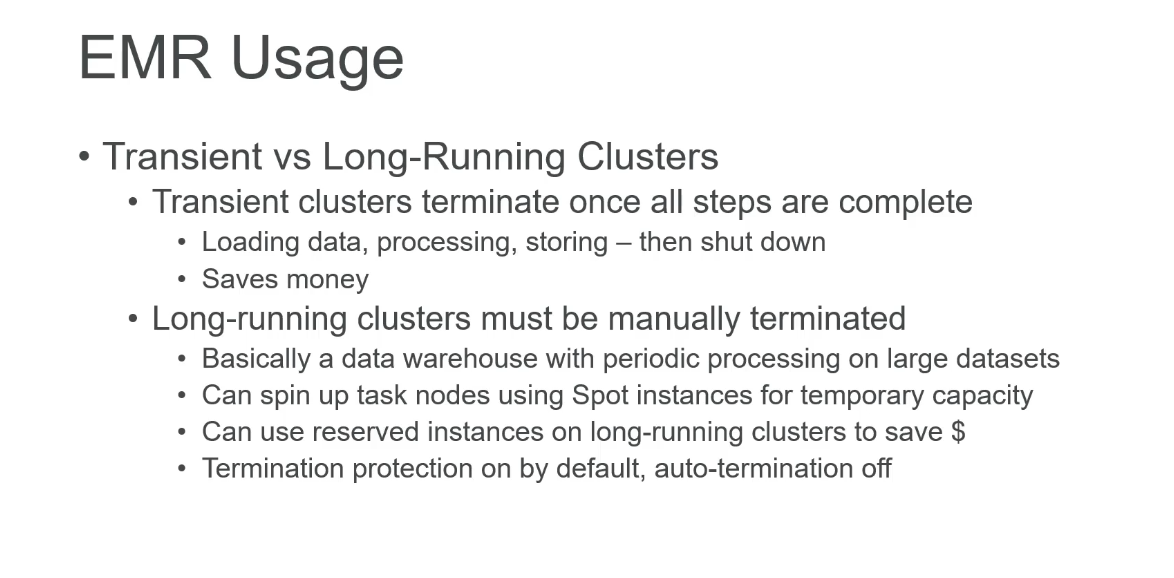 EMR Usage
• Transient vs Long-Running Clusters
• Transient clusters terminate once all steps are complete
• Loading data, processing, storing – then shut down
• Saves money
• Long-running clusters must be manually terminated
• Basically a data warehouse with periodic processing on large datasets
• Can spin up task nodes using Spot instances for temporary capacity
• Can use reserved instances on long-running clusters to save $
• Termination protection on by default, auto-termination off